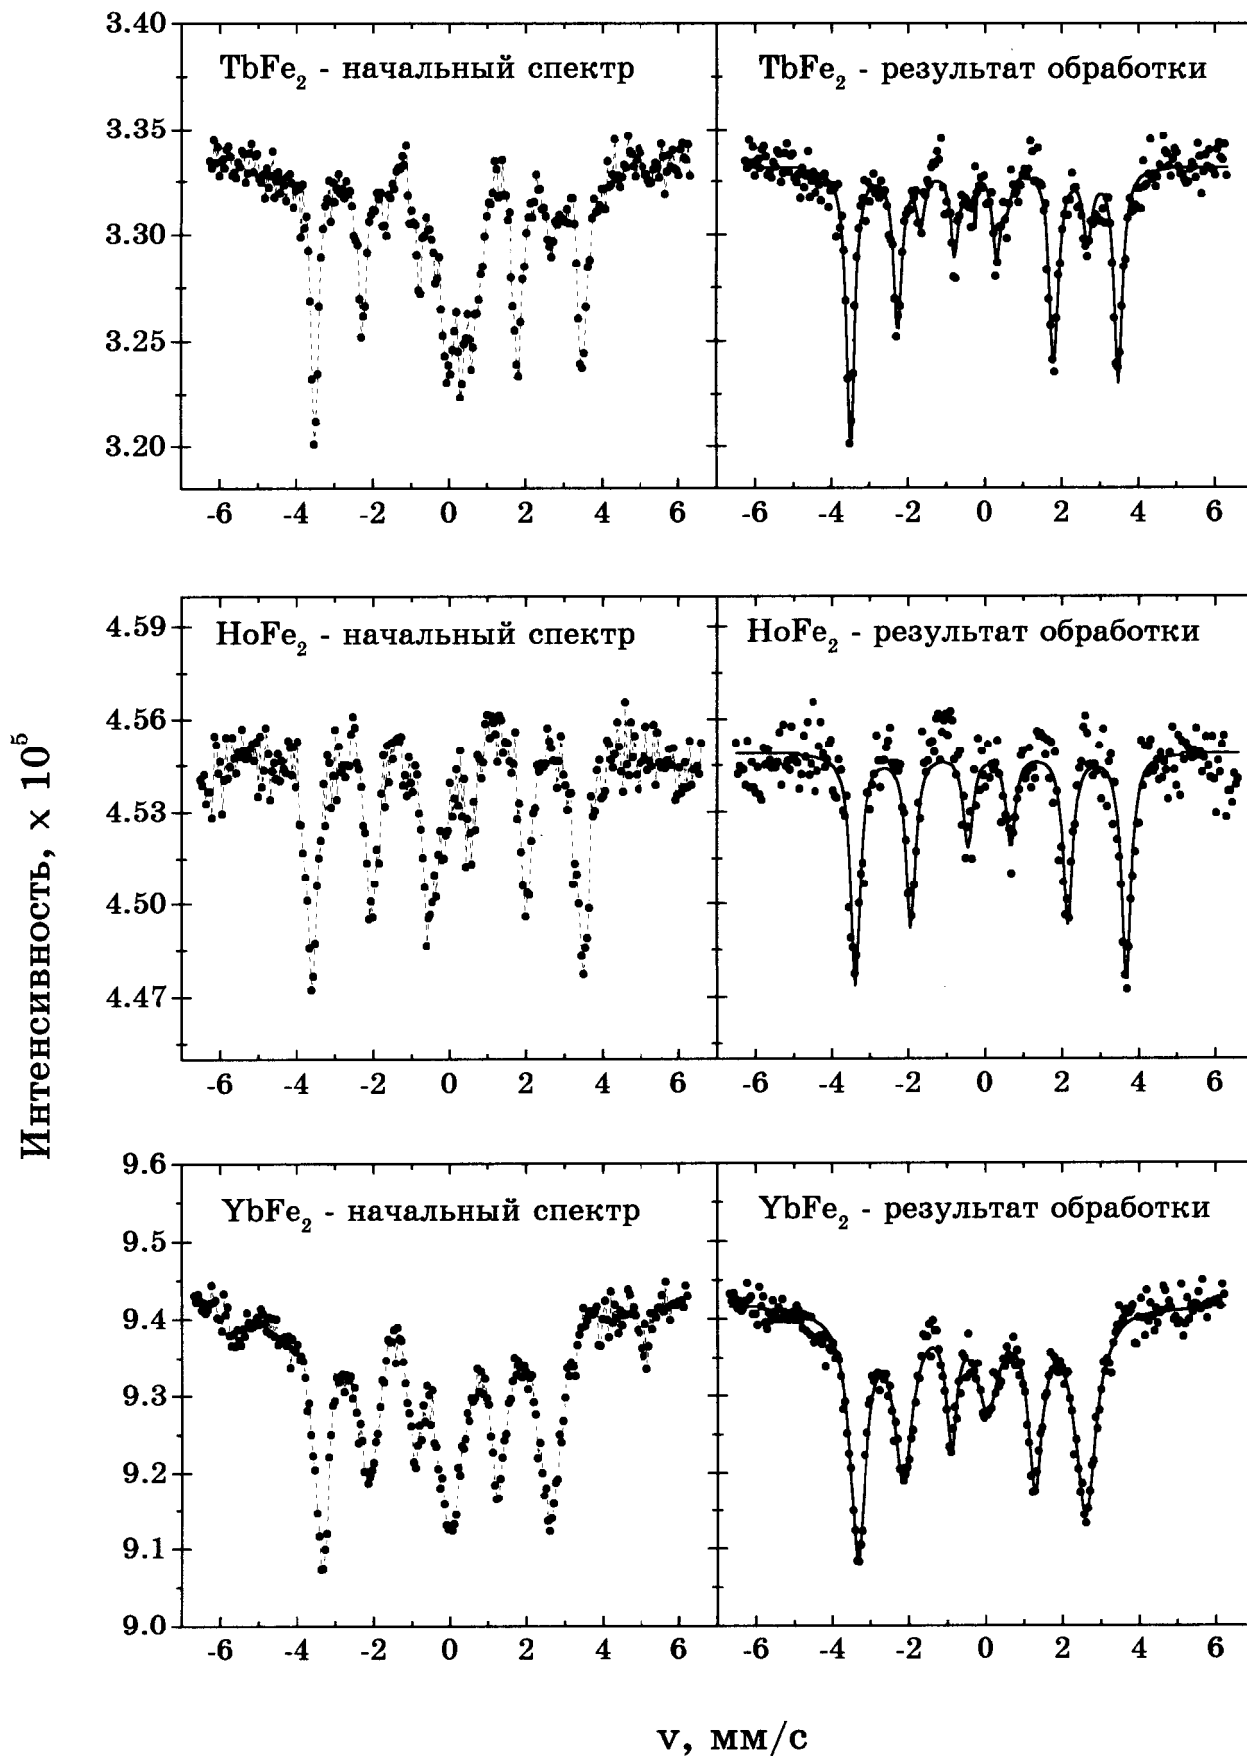 3.40
3.35
3.30
3.25
3.20
TbFe₂ - начальный спектр
TbFe₂ - результат обработки
-6 -4 -2 0 2 4 6
-6 -4 -2 0 2 4 6
4.59
4.56
4.53
4.50
4.47
HoFe₂ - начальный спектр
HoFe₂ - результат обработки
-6 -4 -2 0 2 4 6
-6 -4 -2 0 2 4 6
Интенсивность, x 10⁵
9.6
9.5
9.4
9.3
9.2
9.1
9.0
YbFe₂ - начальный спектр
YbFe₂ - результат обработки
-6 -4 -2 0 2 4 6
-6 -4 -2 0 2 4 6
v, мм/с